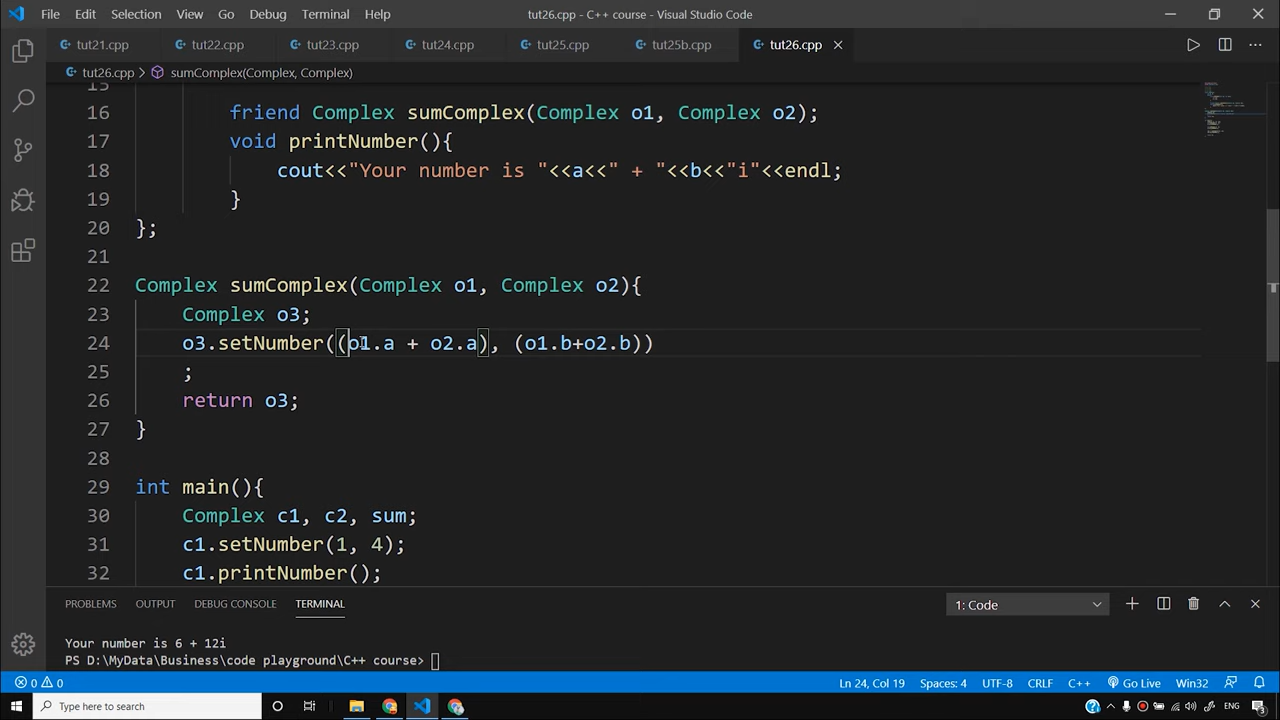 File Edit Selection View Go Debug Terminal Help tut26.cpp - C++ course - Visual Studio Code
tut21.cpp tut22.cpp tut23.cpp tut24.cpp tut25.cpp tut25b.cpp tut26.cpp
tut26.cpp > sumComplex(Complex, Complex)
15
16 friend Complex sumComplex(Complex o1, Complex o2);
17 void printNumber(){
18 cout<<"Your number is "<<a<<" + "<<b<<"i"<<endl;
19 }
20 };
21
22 Complex sumComplex(Complex o1, Complex o2){
23 Complex o3;
24 o3.setNumber((o1.a + o2.a), (o1.b+o2.b))
25 ;
26 return o3;
27 }
28
29 int main(){
30 Complex c1, c2, sum;
31 c1.setNumber(1, 4);
32 c1.printNumber();
PROBLEMS OUTPUT DEBUG CONSOLE TERMINAL 1: Code
Your number is 6 + 12i
PS D:\MyData\Business\code playground\C++ course>
0 0 Ln 24, Col 19 Spaces: 4 UTF-8 CRLF C++ Go Live Win32
Type here to search
3